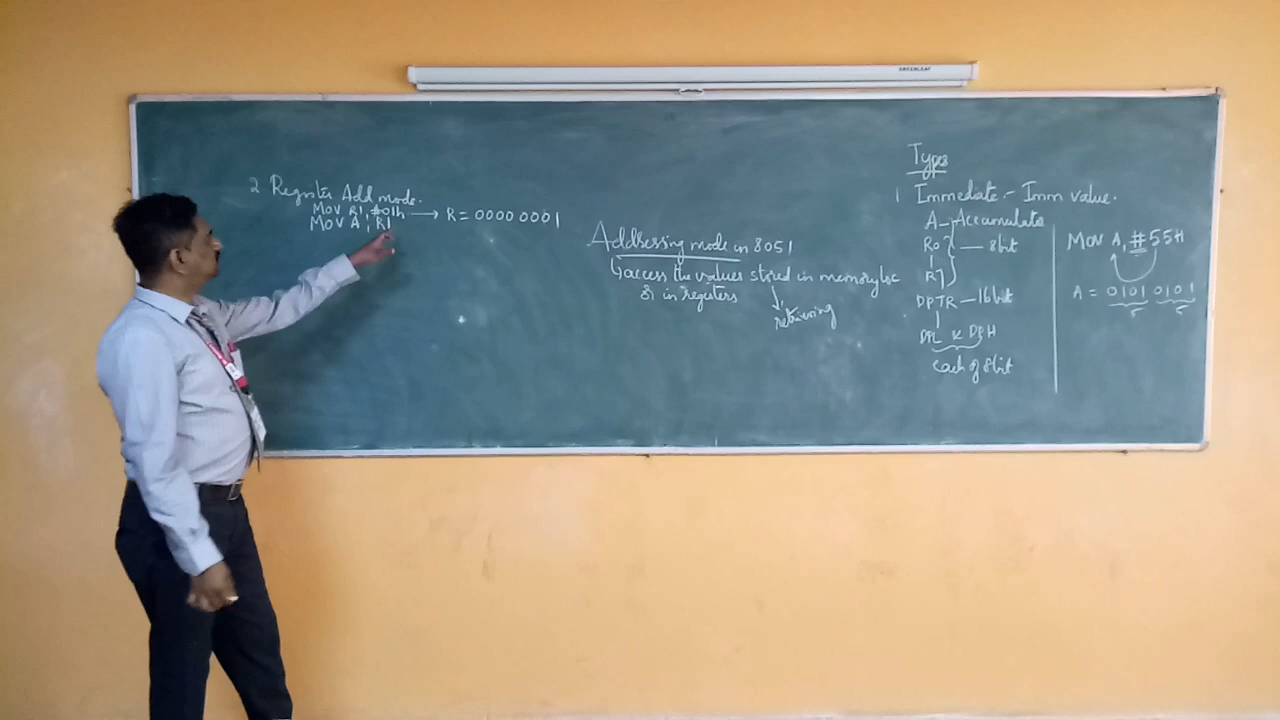 GREENLEAF
2 Register Add mode.
MOV R1, #01h → R = 0000 0001
MOV A, R1
Addressing mode in 8051
↳ access the values stored in memory loc
& in registers
retrieving
Types
1 Immediate - Imm value.
A - Accumulate
R0
R7
— 8bit
DPTR — 16bit
DPL & DPH
each of 8bit
MOV A, #55H
A = 0101 0101
5 5